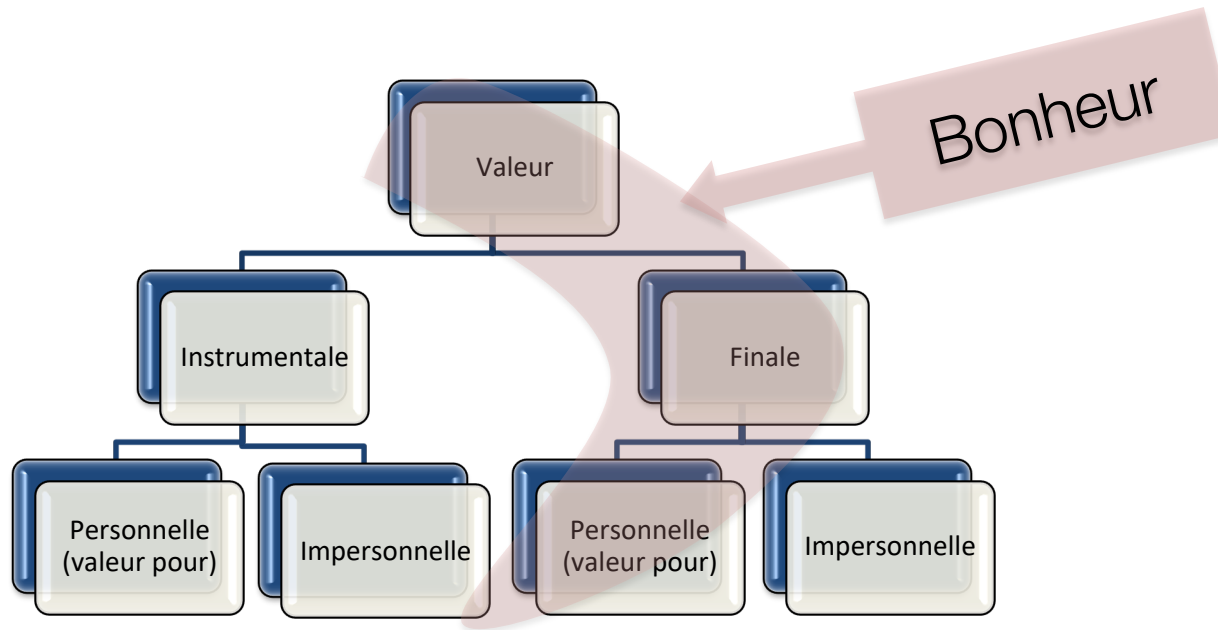 Bonheur
Valeur
Instrumentale
Finale
Personnelle
(valeur pour)
Impersonnelle
Personnelle
(valeur pour)
Impersonnelle